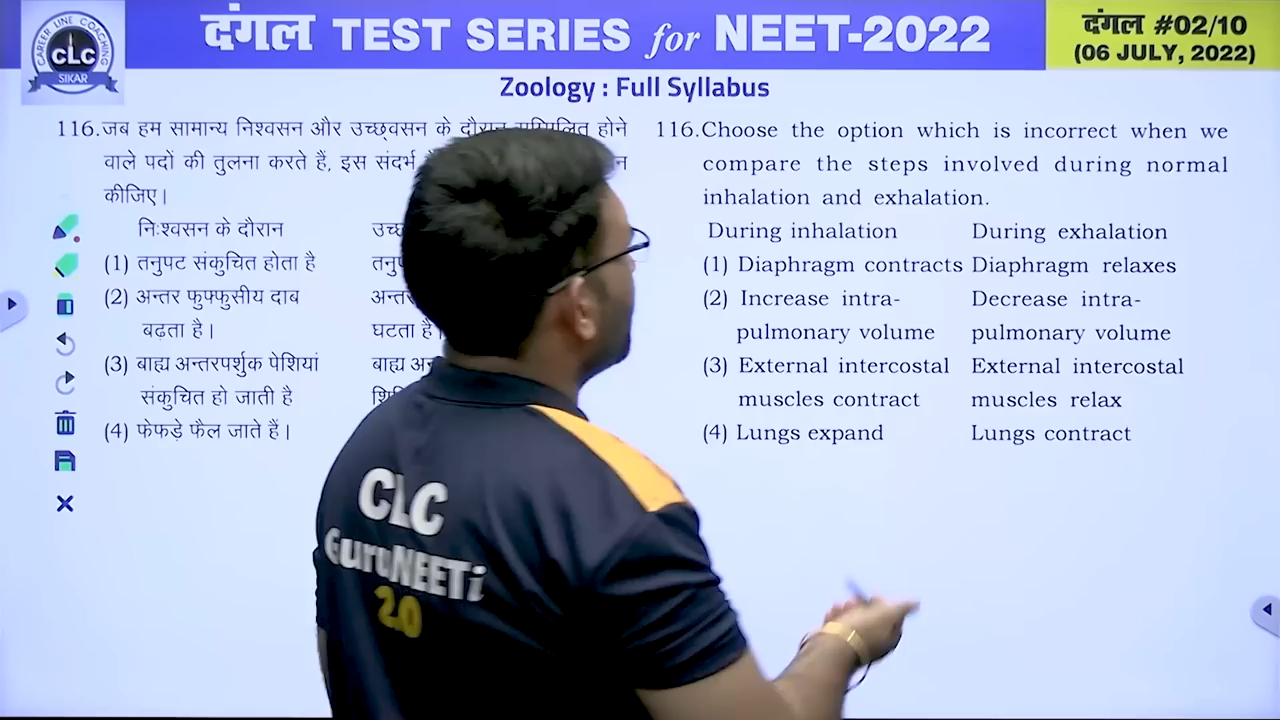 CAREER LINE COACHING
CLC
SIKAR
दंगल TEST SERIES for NEET-2022
दंगल #02/10
(06 JULY, 2022)
Zoology : Full Syllabus
116.जब हम सामान्य निश्वसन और उच्छ्वसन के दौरान सम्मिलित होने
वाले पदों की तुलना करते हैं, इस संदर्भ
कीजिए।
निःश्वसन के दौरान
(1) तनुपट संकुचित होता है
(2) अन्तर फुफ्फुसीय दाब
बढ़ता है। घटता है
(3) बाह्य अन्तरपर्शुक पेशियां बाह्य
संकुचित हो जाती है
(4) फेफड़े फैल जाते हैं।
116.Choose the option which is incorrect when we
compare the steps involved during normal
inhalation and exhalation.
During inhalation During exhalation
(1) Diaphragm contracts Diaphragm relaxes
(2) Increase intra- Decrease intra-
pulmonary volume pulmonary volume
(3) External intercostal External intercostal
muscles contract muscles relax
(4) Lungs expand Lungs contract
CLC
GuruNEETi
2.0